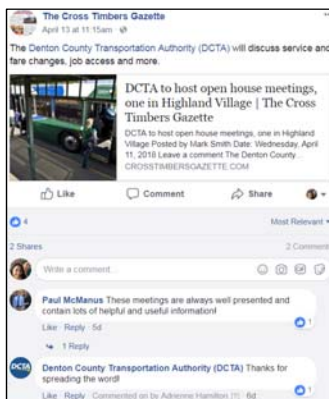 The Cross Timbers Gazette
April 13 at 11:15am
The Denton County Transportation Authority (DCTA) will discuss service and
fare changes, job access and more.
DCTA to host open house meetings,
one in Highland Village | The Cross
Timbers Gazette
DCTA to host open house meetings, one in Highland
Village Posted by Mark Smith Date: Wednesday, April
11, 2018 Leave a comment The Denton County...
CROSSTIMBERSGAZETTE.COM
Like Comment Share
4 Most Relevant
2 Shares 2 Comment
Write a comment...
Paul McManus These meetings are always well presented and
contain lots of helpful and useful information!
1
Like · Reply · 5d
1 Reply
DCTA
Denton County Transportation Authority (DCTA) Thanks for
spreading the word!
1
Like · Reply · Commented on by Adrienne Hamilton · 6d